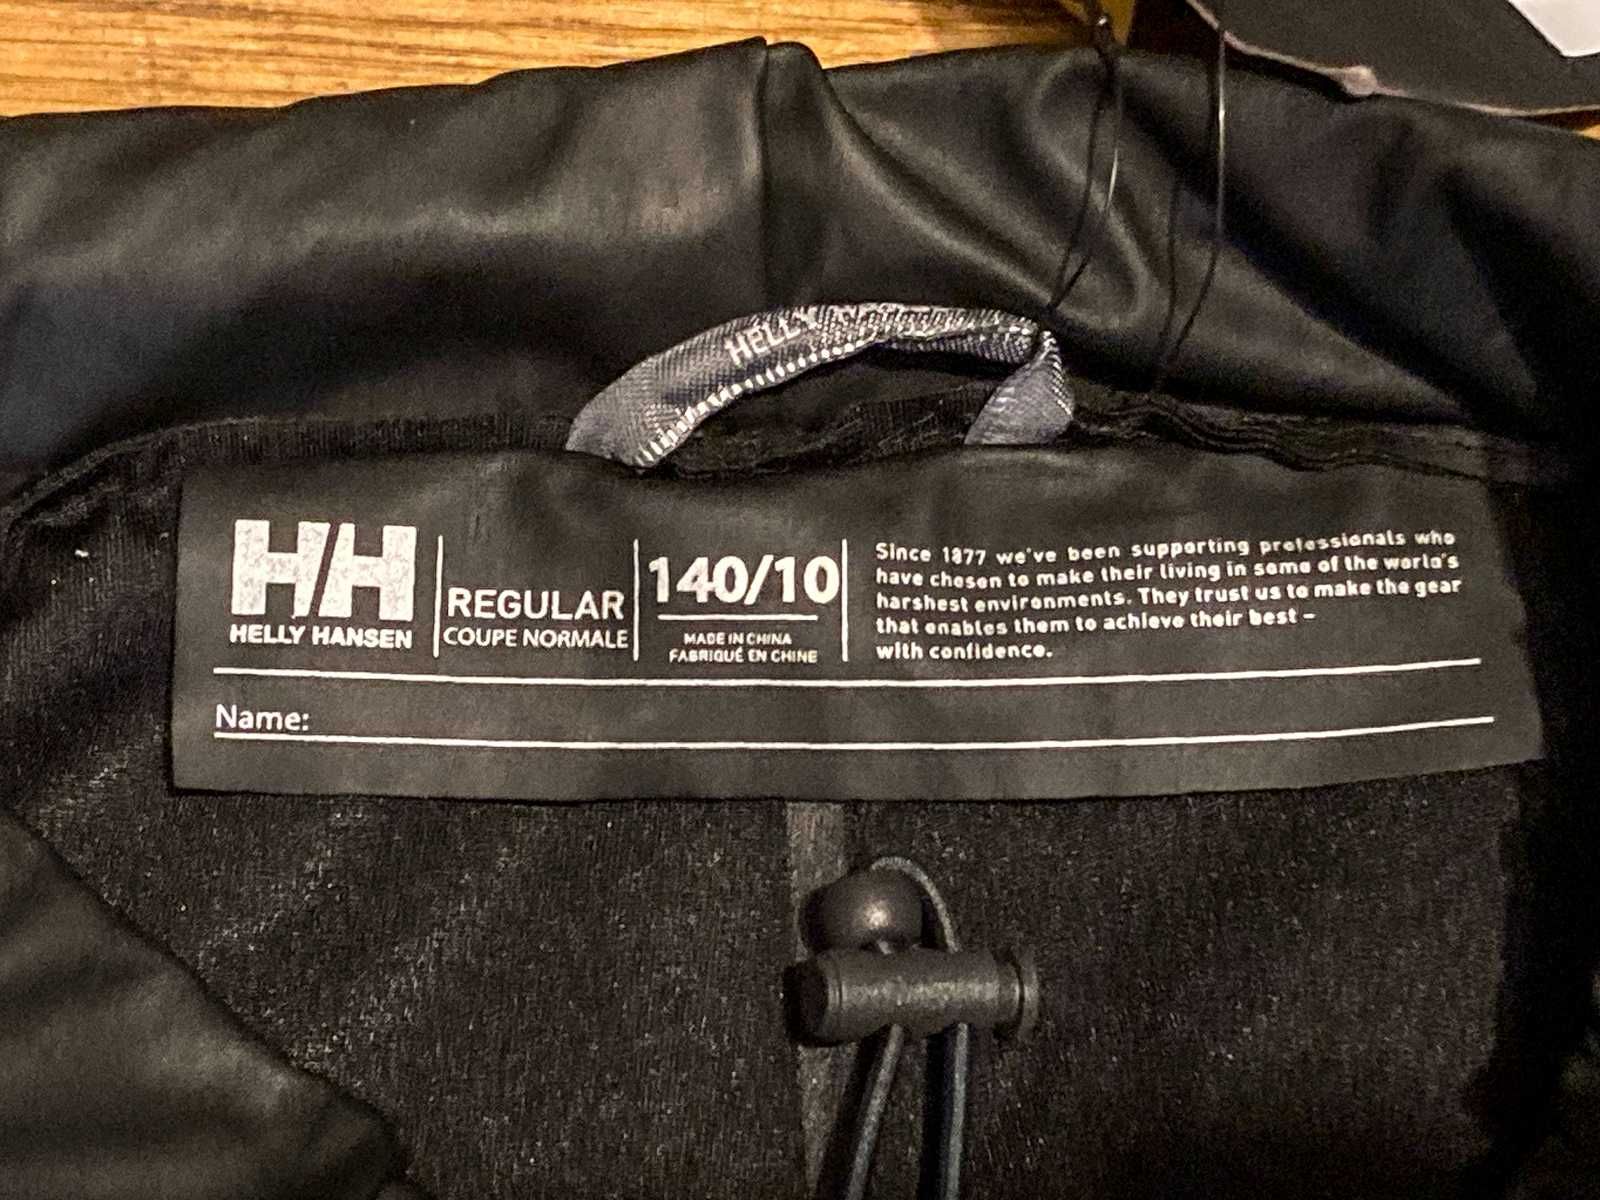 HELLY
HH
HELLY HANSEN
REGULAR
COUPE NORMALE
140/10
MADE IN CHINA
FABRIQUÉ EN CHINE
Since 1877 we've been supporting professionals who
have chosen to make their living in some of the world's
harshest environments. They trust us to make the gear
that enables them to achieve their best –
with confidence.
Name: